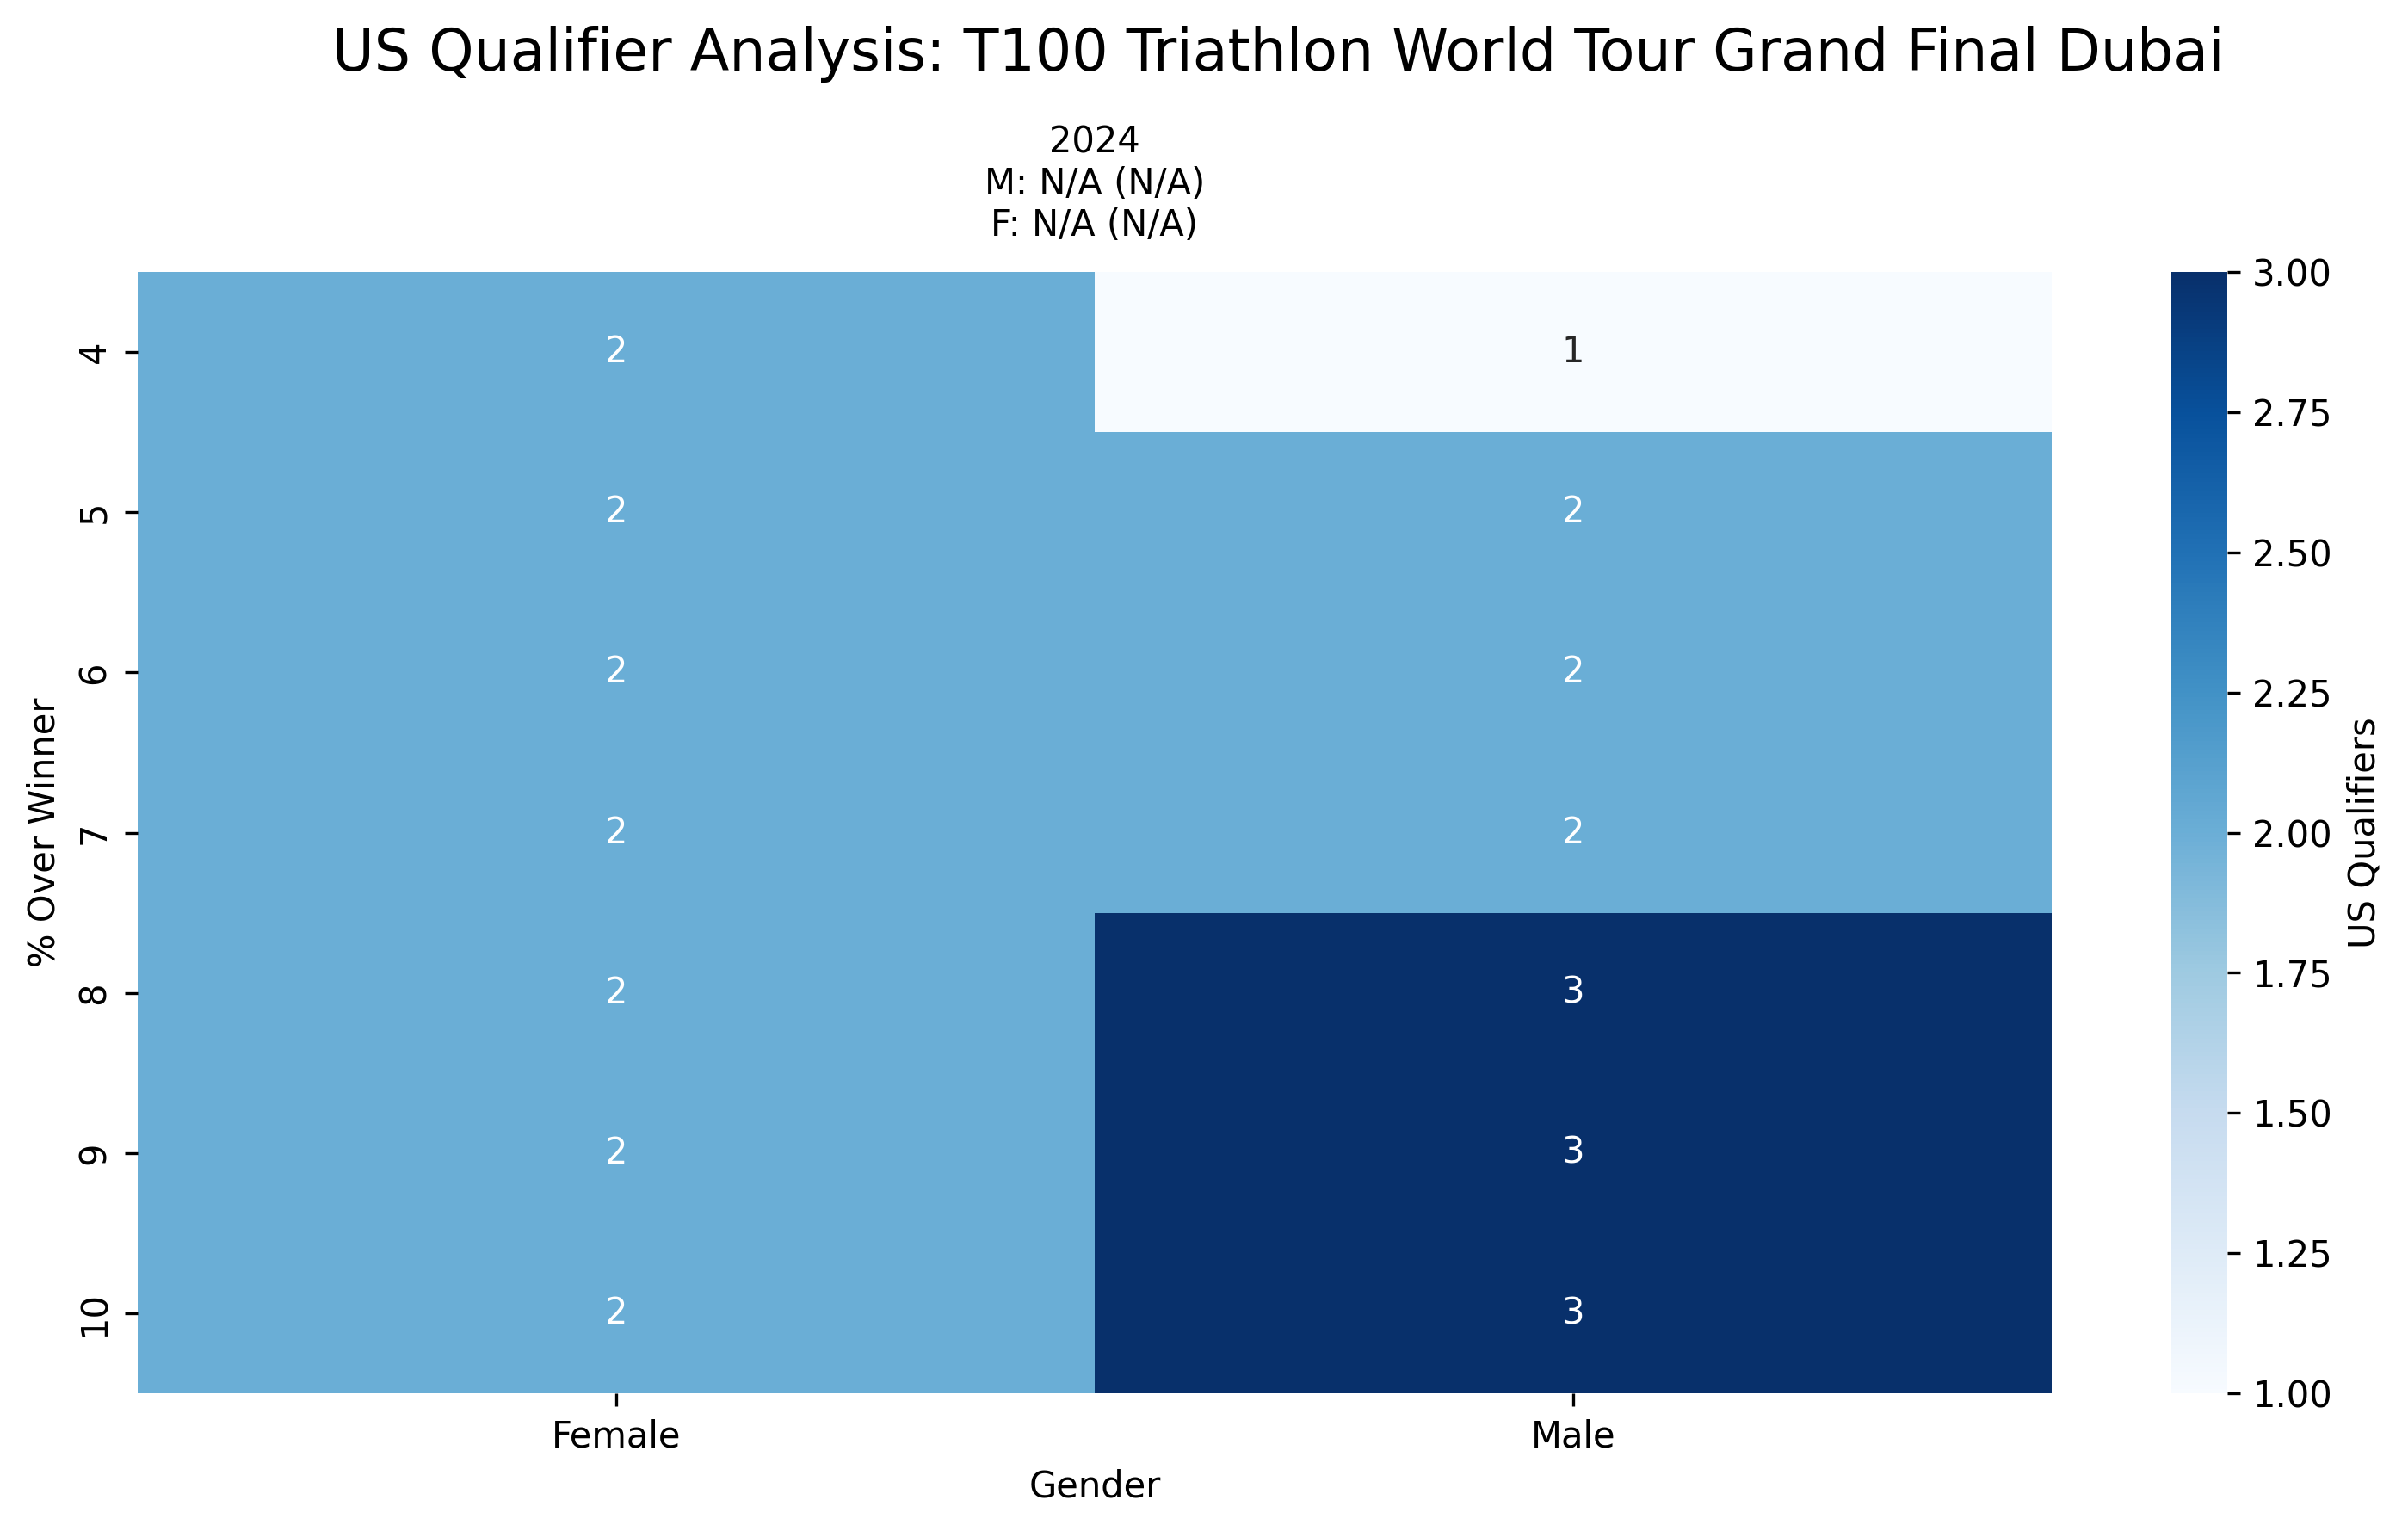 US Qualifier Analysis: T100 Triathlon World Tour Grand Final Dubai
2024
M: N/A (N/A)
F: N/A (N/A)
% Over Winner
4 2 1
5 2 2
6 2 2
7 2 2
8 2 3
9 2 3
10 2 3
Female Male
Gender
3.00
2.75
2.50
2.25
2.00
1.75
1.50
1.25
1.00
US Qualifiers